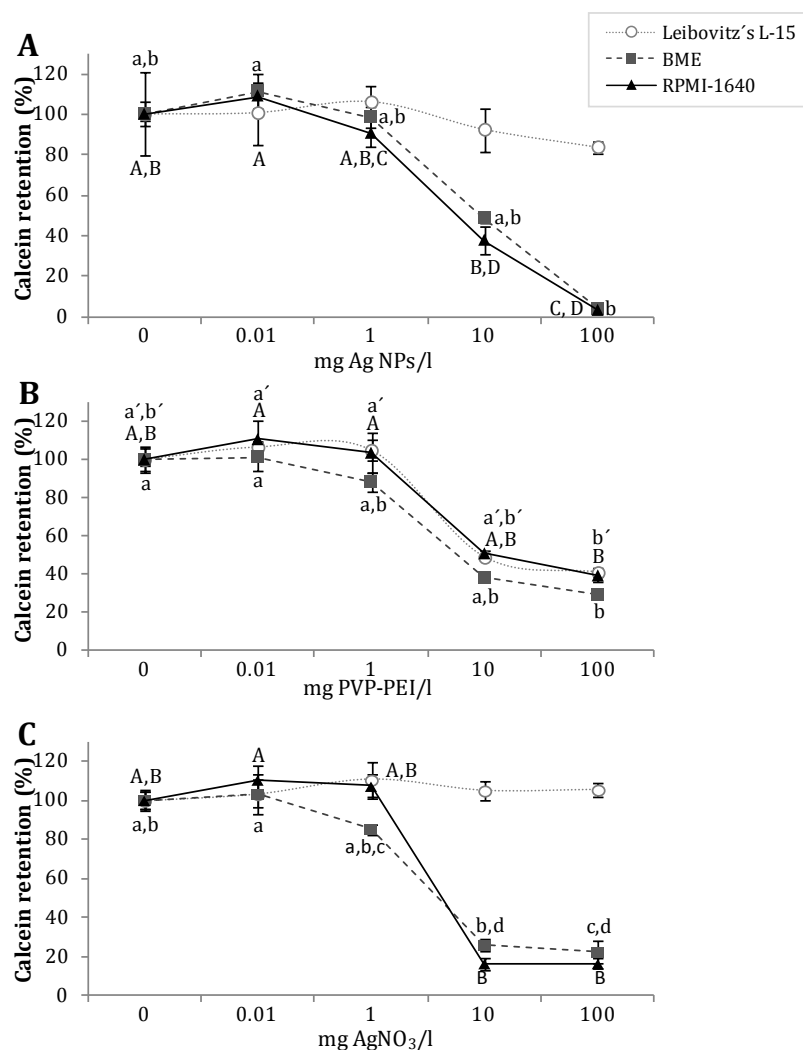 Leibovitz´s L-15
BME
RPMI-1640
A
Calcein retention (%)
120
100
80
60
40
20
0
a,b
a
a,b
a,b
b
A,B
A
A,B,C
B,D
C, D
0 0.01 1 10 100
mg Ag NPs/l
B
Calcein retention (%)
120
100
80
60
40
20
0
a´,b´
A,B
a
a´
A
a
a´
A
a,b
a´,b´
A,B
a,b
b´
B
b
0 0.01 1 10 100
mg PVP-PEI/l
C
Calcein retention (%)
120
100
80
60
40
20
0
A,B
a,b
A
a
A,B
a,b,c
b,d
B
c,d
B
0 0.01 1 10 100
mg AgNO₃/l